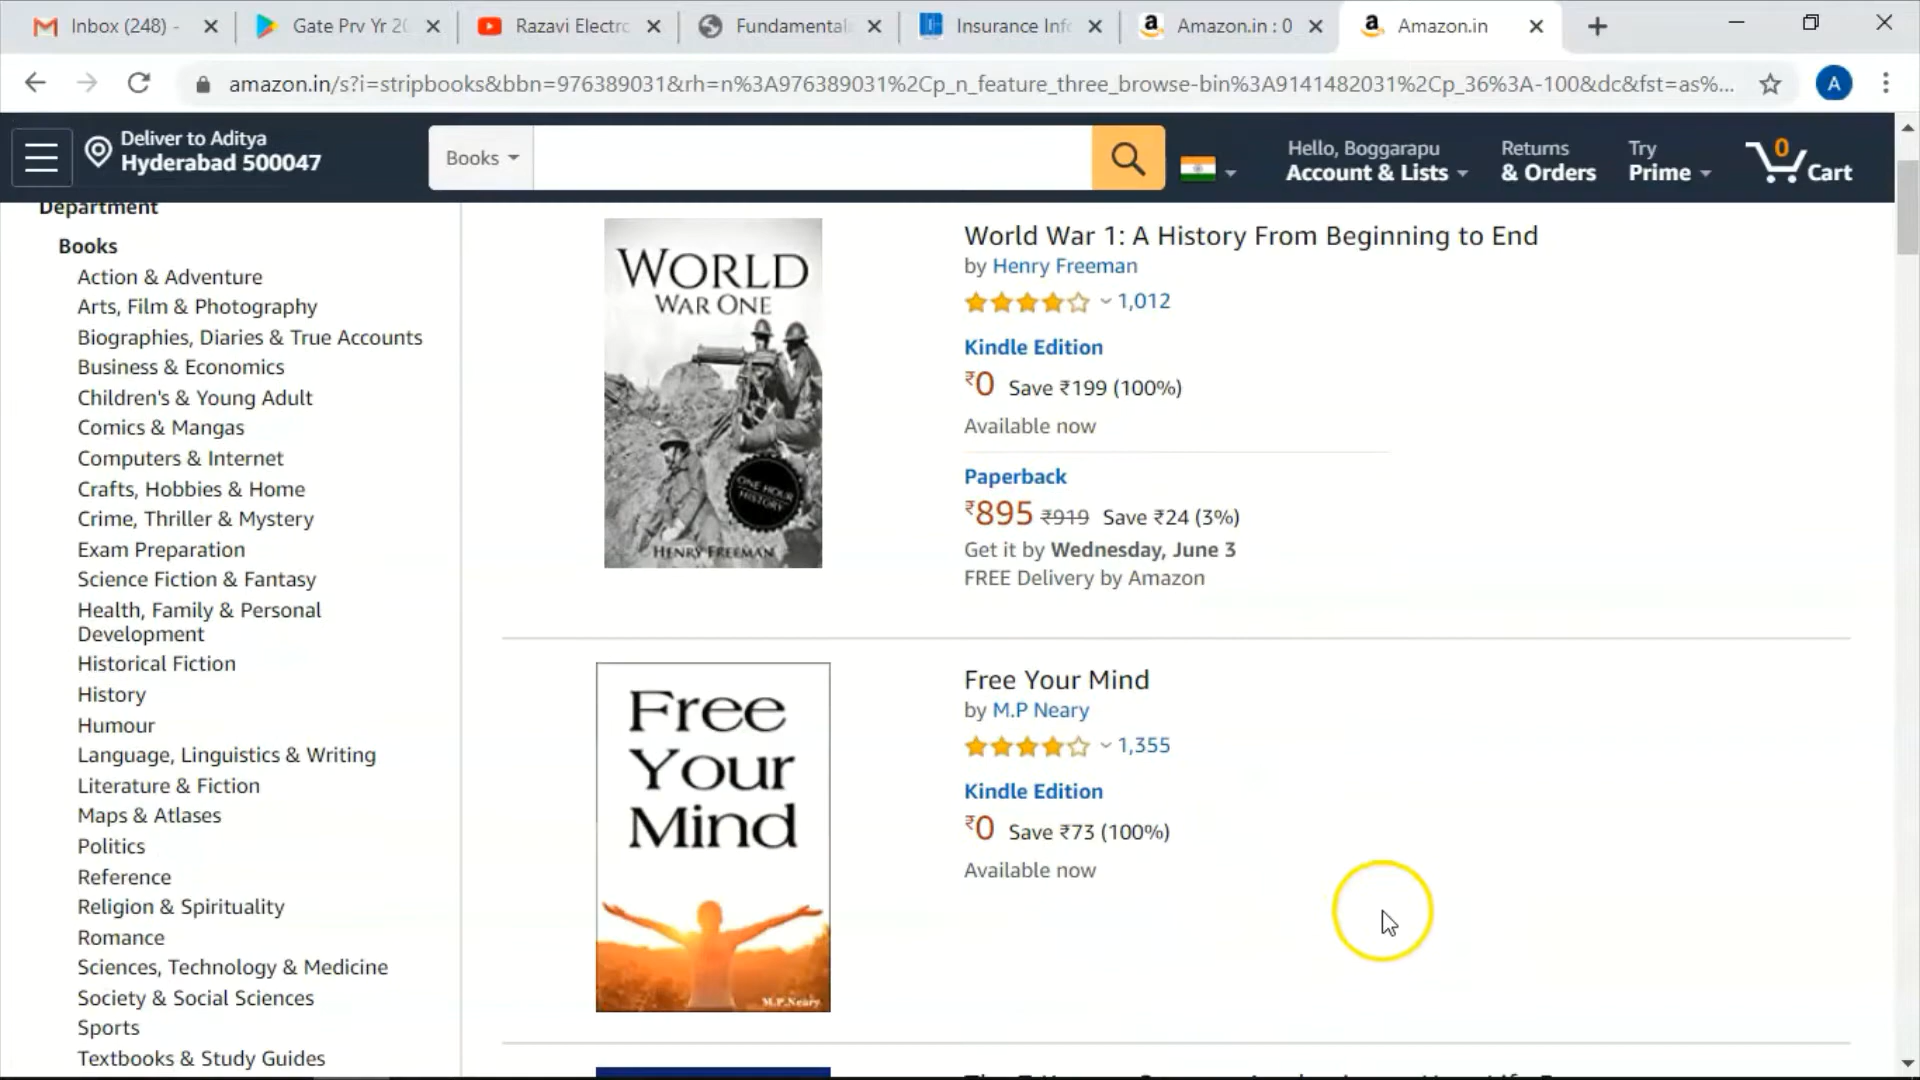 Inbox (248) -
Gate Prv Yr 20
Razavi Electro
Fundamental
Insurance Info
Amazon.in : 0
Amazon.in
amazon.in/s?i=stripbooks&bbn=976389031&rh=n%3A976389031%2Cp_n_feature_three_browse-bin%3A9141482031%2Cp_36%3A-100&dc&fst=as%...
A
Deliver to Aditya
Hyderabad 500047
Books
Hello, Boggarapu
Account & Lists
Returns
& Orders
Try
Prime
0
Cart
Department
Books
Action & Adventure
Arts, Film & Photography
Biographies, Diaries & True Accounts
Business & Economics
Children's & Young Adult
Comics & Mangas
Computers & Internet
Crafts, Hobbies & Home
Crime, Thriller & Mystery
Exam Preparation
Science Fiction & Fantasy
Health, Family & Personal
Development
Historical Fiction
History
Humour
Language, Linguistics & Writing
Literature & Fiction
Maps & Atlases
Politics
Reference
Religion & Spirituality
Romance
Sciences, Technology & Medicine
Society & Social Sciences
Sports
Textbooks & Study Guides
WORLD
WAR ONE
ONE HOUR
HISTORY
HENRY FREEMAN
World War 1: A History From Beginning to End
by Henry Freeman
1,012
Kindle Edition
₹0 Save ₹199 (100%)
Available now
Paperback
₹895 ₹919 Save ₹24 (3%)
Get it by Wednesday, June 3
FREE Delivery by Amazon
Free
Your
Mind
M.P.Neary
Free Your Mind
by M.P Neary
1,355
Kindle Edition
₹0 Save ₹73 (100%)
Available now